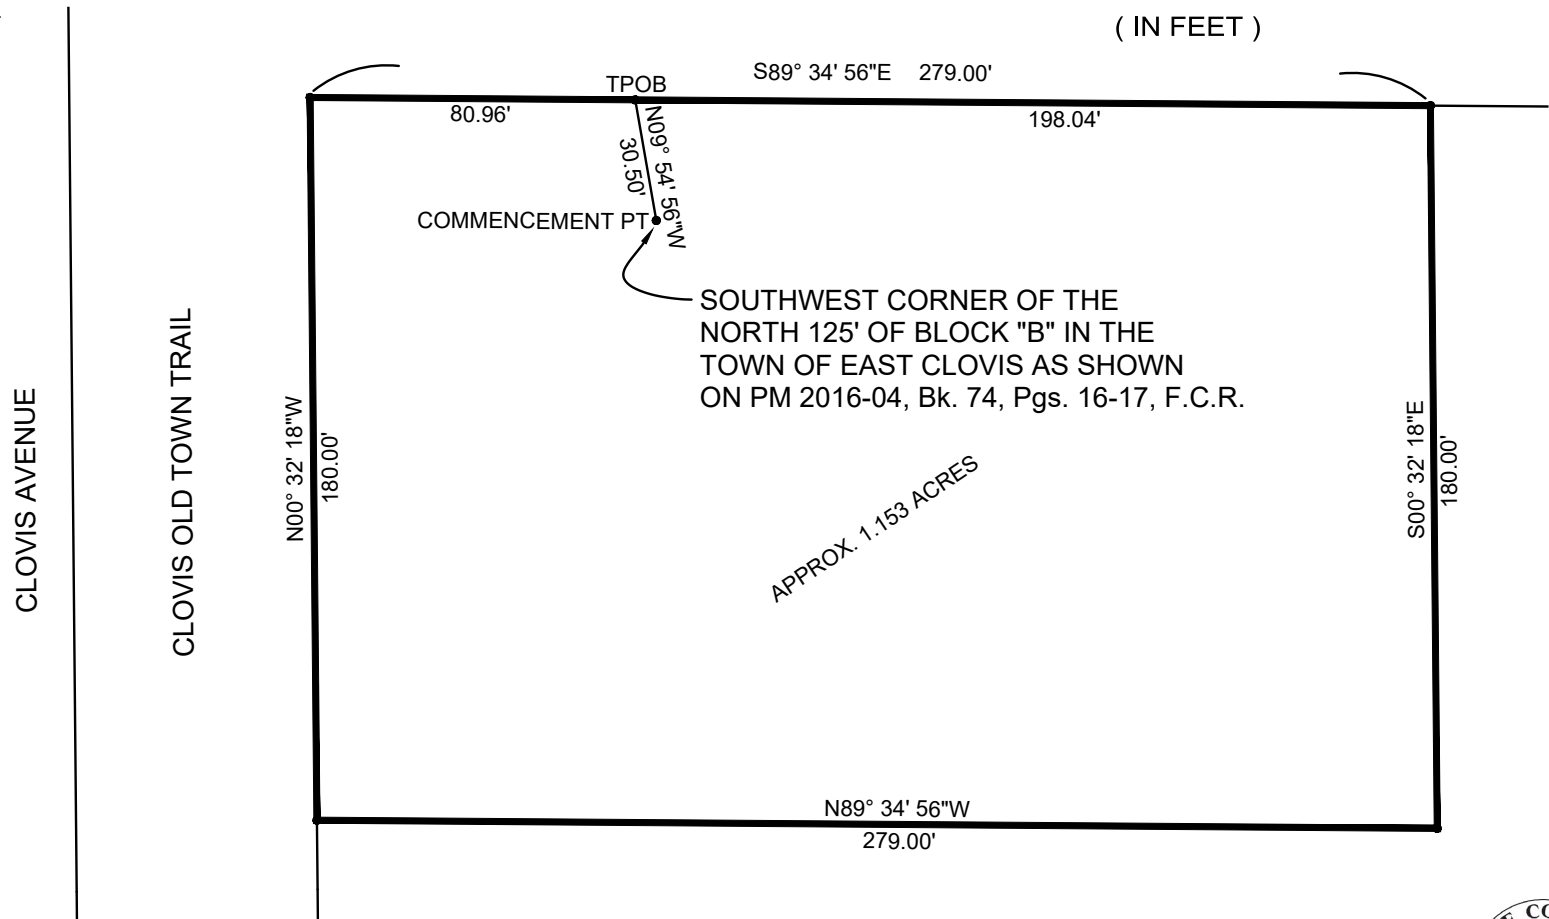 ( IN FEET )
S89° 34' 56"E 279.00'
TPOB
80.96'
198.04'
N09° 54' 56"W
30.50'
COMMENCEMENT PT
SOUTHWEST CORNER OF THE
NORTH 125' OF BLOCK "B" IN THE
TOWN OF EAST CLOVIS AS SHOWN
ON PM 2016-04, Bk. 74, Pgs. 16-17, F.C.R.
CLOVIS AVENUE
CLOVIS OLD TOWN TRAIL
N00° 32' 18"W
180.00'
APPROX. 1.153 ACRES
S00° 32' 18"E
180.00'
N89° 34' 56"W
279.00'